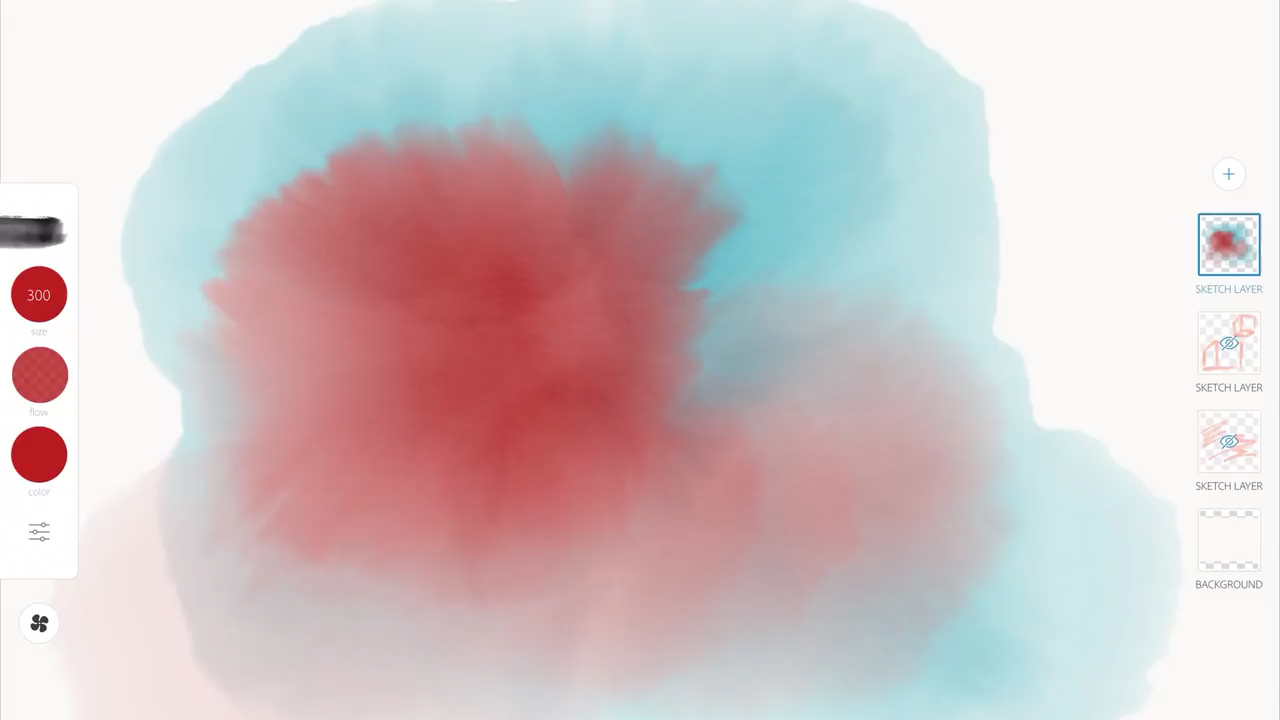 300
size
flow
color
SKETCH LAYER
SKETCH LAYER
SKETCH LAYER
BACKGROUND